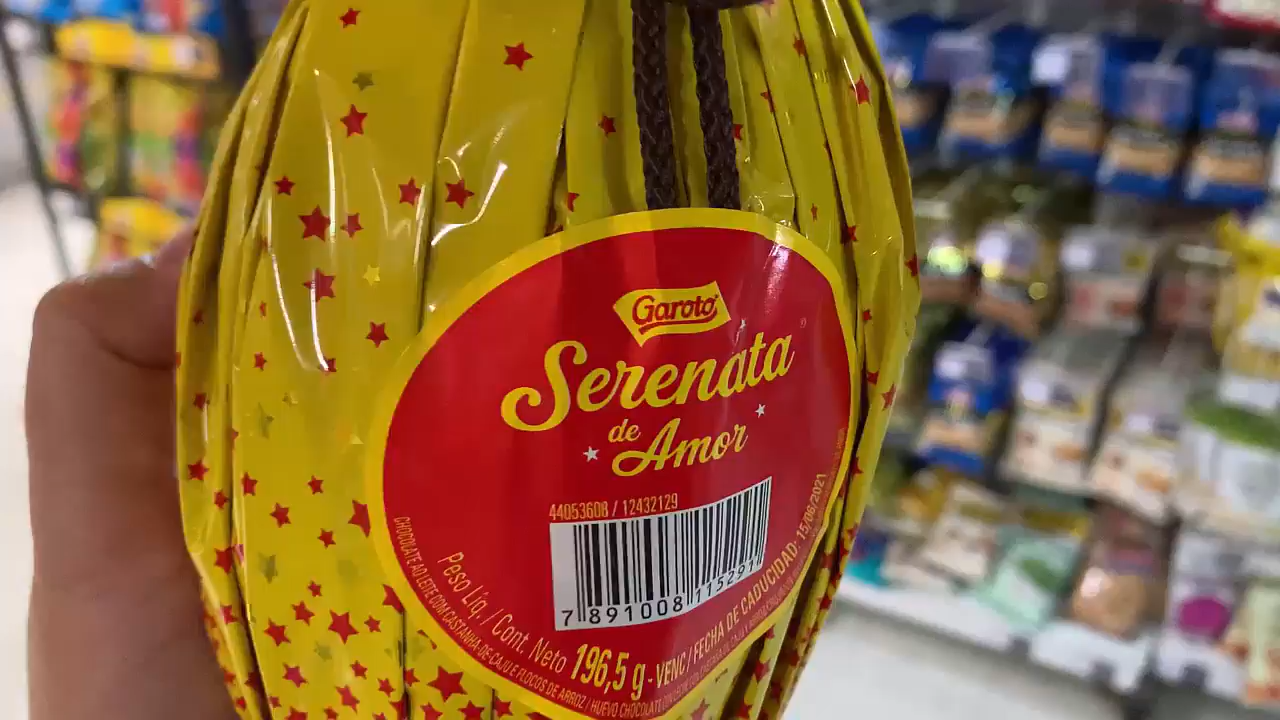 Garoto
Serenata
de
Amor
44053608 / 12432129
7 891008 115291
Peso Líq. / Cont. Neto 196,5 g - VENC / FECHA DE CADUCIDAD: 15/06/2021
CHOCOLATE AO LEITE COM CASTANHA-DE-CAJU E FLOCOS DE ARROZ / HUEVO CHOCOLATE